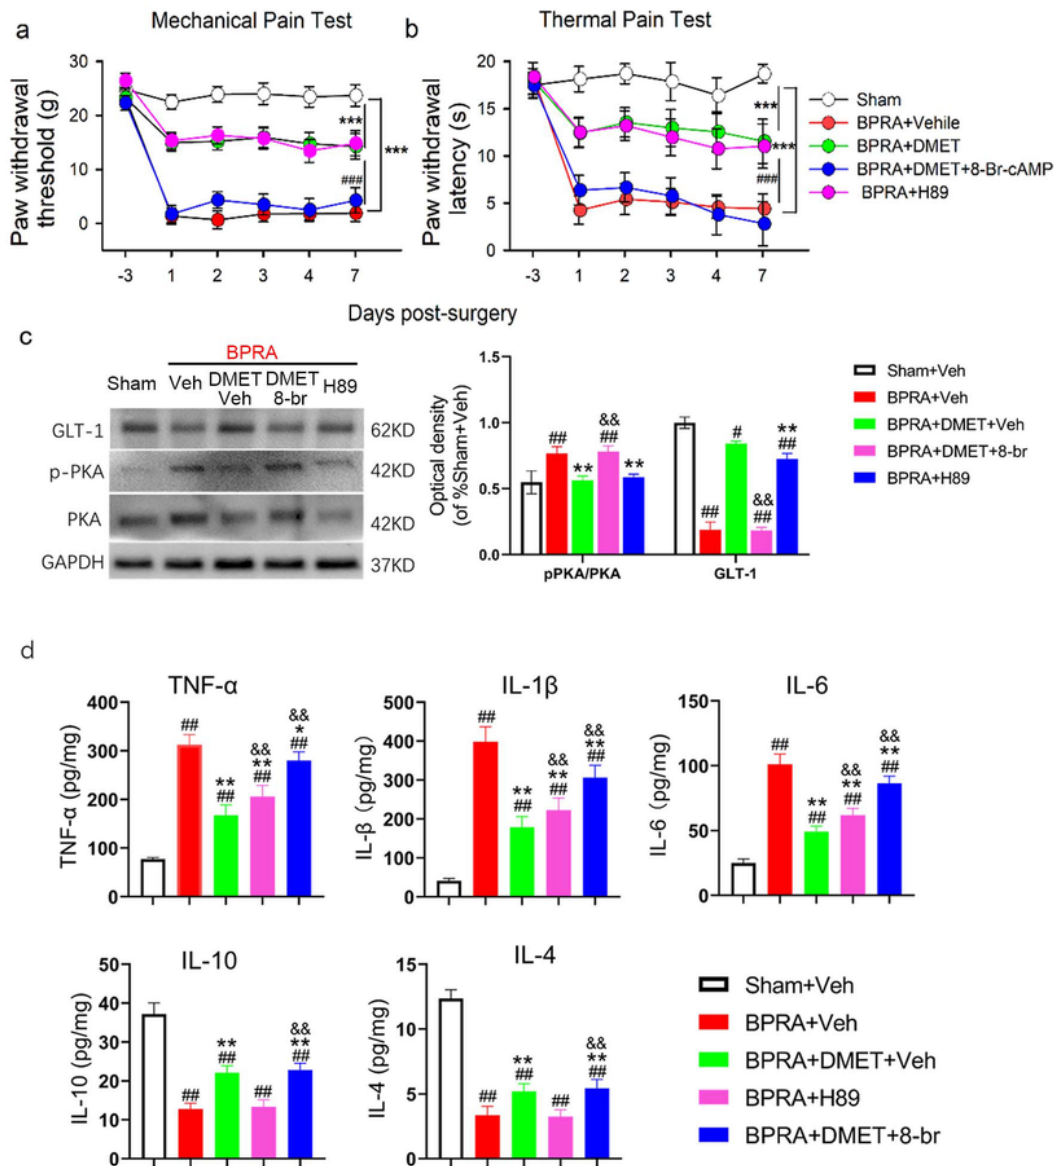 a
Mechanical Pain Test
Paw withdrawal
threshold (g)
30
20
10
0
-3 1 2 3 4 7
***
###
***
b
Thermal Pain Test
Paw withdrawal
latency (s)
20
15
10
5
0
-3 1 2 3 4 7
***
***
###
Sham
BPRA+Vehile
BPRA+DMET
BPRA+DMET+8-Br-cAMP
BPRA+H89
Days post-surgery
c
BPRA
Sham Veh DMET Veh DMET 8-br H89
GLT-1 62KD
p-PKA 42KD
PKA 42KD
GAPDH 37KD
Optical density
(of %Sham+Veh)
1.5
1.0
0.5
0.0
## ** && ## ** ## # && ## ** ##
pPKA/PKA GLT-1
Sham+Veh
BPRA+Veh
BPRA+DMET+Veh
BPRA+DMET+8-br
BPRA+H89
d
TNF-α
TNF-α (pg/mg)
400
300
200
100
0
## ** ## && ** ## && * ##
IL-1β
IL-β (pg/mg)
500
400
300
200
100
0
## ** ## && ** ## && ** ##
IL-6
IL-6 (pg/mg)
150
100
50
0
## ** ## && ** ## && ** ##
IL-10
IL-10 (pg/mg)
50
40
30
20
10
0
## ** ## ## && ** ##
IL-4
IL-4 (pg/mg)
15
10
5
0
## ** ## ## && ** ##
Sham+Veh
BPRA+Veh
BPRA+DMET+Veh
BPRA+H89
BPRA+DMET+8-br